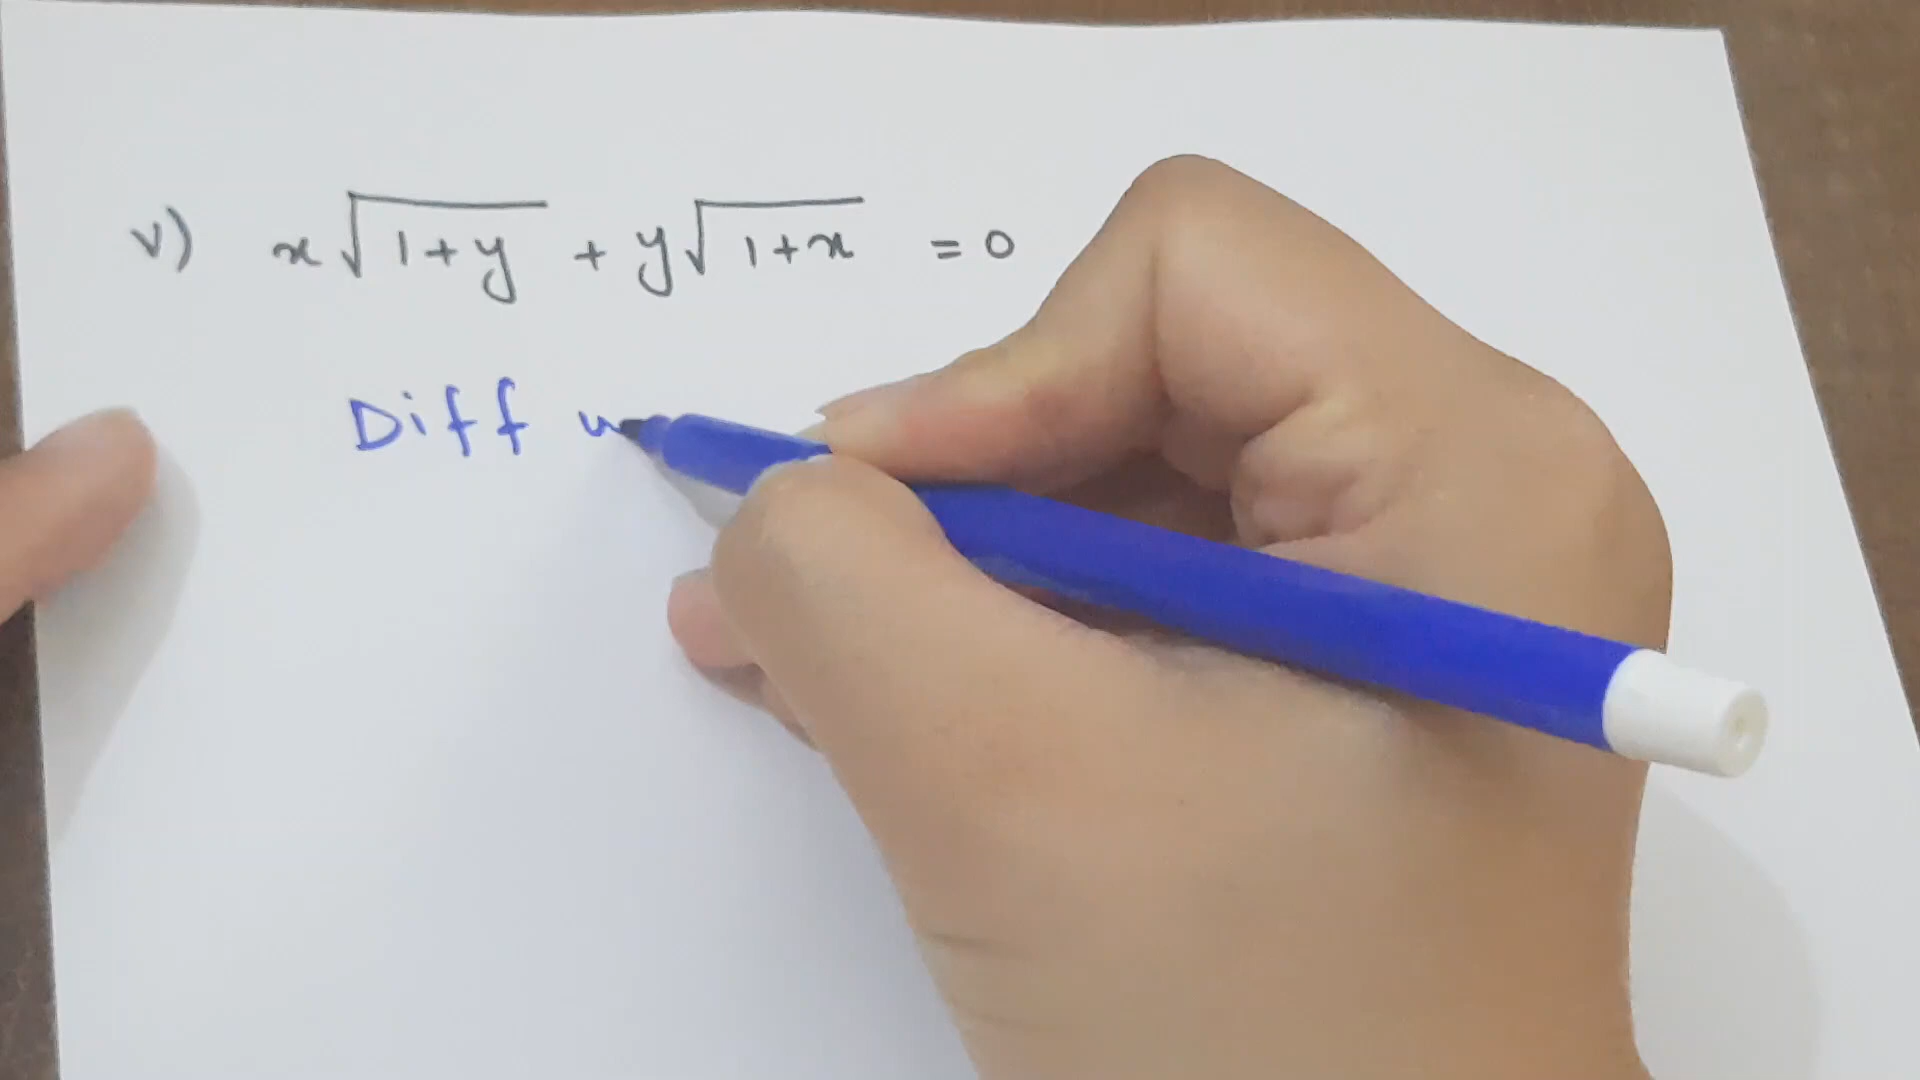 v) x√(1+y) + y√(1+x) = 0
Diff w